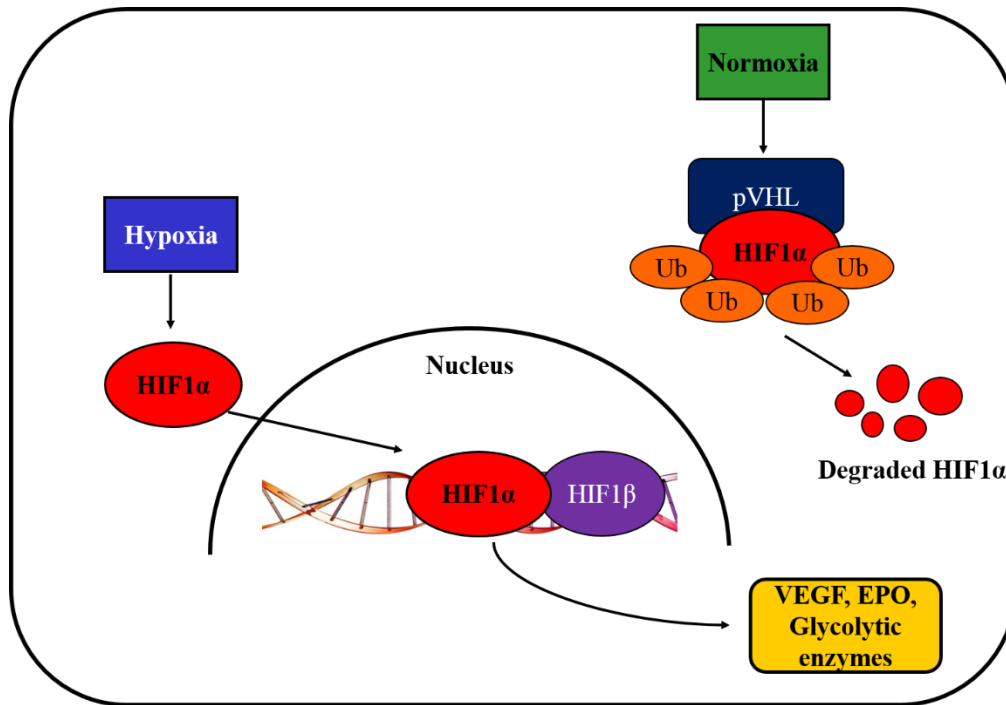 Normoxia
pVHL
HIF1α
Ub
Ub
Ub
Ub
Degraded HIF1α
Hypoxia
HIF1α
Nucleus
HIF1α
HIF1β
VEGF, EPO,
Glycolytic
enzymes